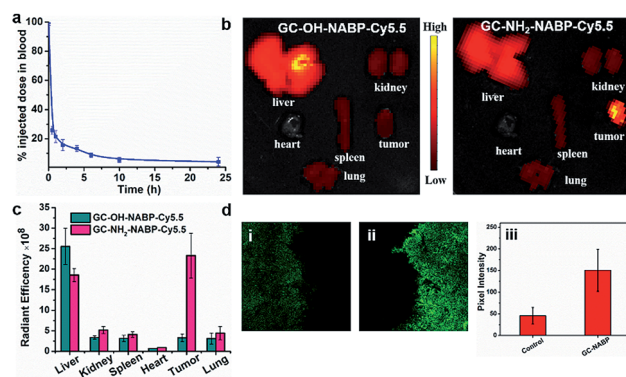 a
% injected dose in blood
100
80
60
40
20
0 5 10 15 20 25
Time (h)
b
GC-OH-NABP-Cy5.5
liver
kidney
heart
spleen
tumor
lung
High
Low
GC-NH2-NABP-Cy5.5
liver
kidney
heart
spleen
tumor
lung
c
GC-OH-NABP-Cy5.5
GC-NH2-NABP-Cy5.5
Radiant Efficency ×10⁸
35
30
25
20
15
10
5
0
Liver Kidney Spleen Heart Tumor Lung
d
i
ii
iii
Pixel Intensity
250
200
150
100
50
0
Control GC-NABP